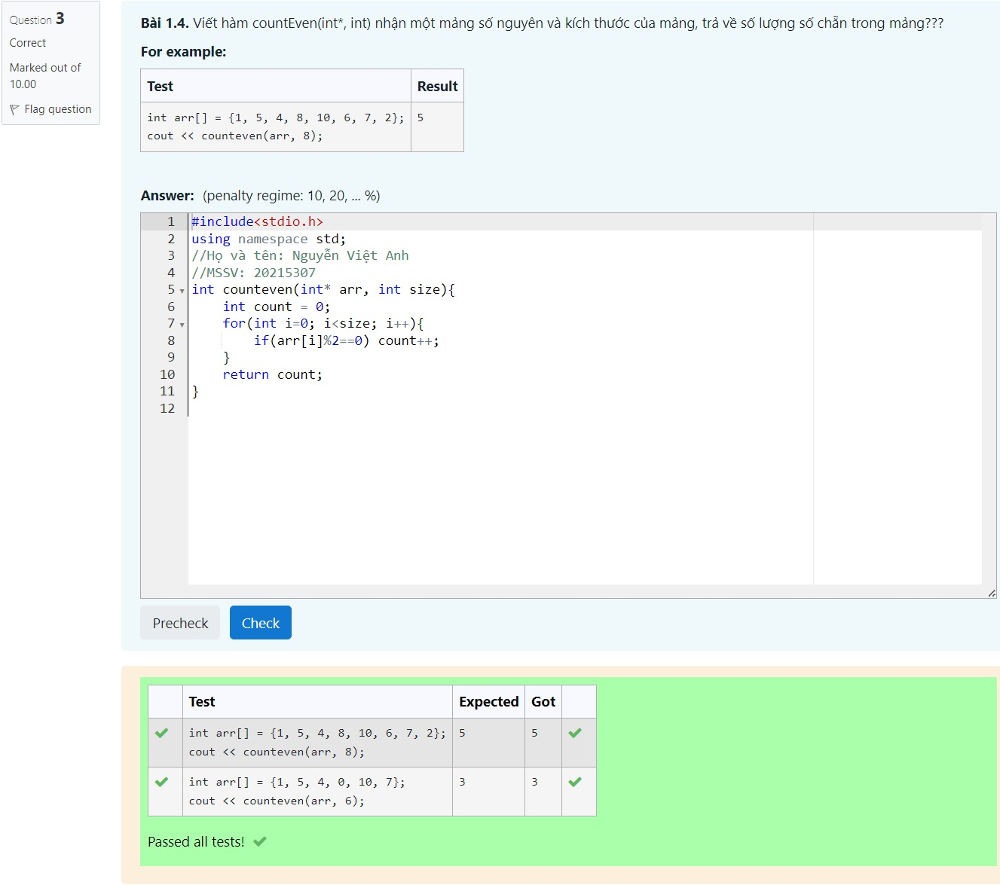 Question 3
Correct
Marked out of
10.00
Flag question
Bài 1.4. Viết hàm countEven(int*, int) nhận một mảng số nguyên và kích thước của mảng, trả về số lượng số chẵn trong mảng???
For example:
Test Result
int arr[] = {1, 5, 4, 8, 10, 6, 7, 2}; 5
cout << counteven(arr, 8);
Answer: (penalty regime: 10, 20, ... %)
1 #include<stdio.h>
2 using namespace std;
3 //Họ và tên: Nguyễn Việt Anh
4 //MSSV: 20215307
5 int counteven(int* arr, int size){
6     int count = 0;
7     for(int i=0; i<size; i++){
8         if(arr[i]%2==0) count++;
9     }
10     return count;
11 }
12
Precheck Check
Test Expected Got
int arr[] = {1, 5, 4, 8, 10, 6, 7, 2}; 5 5
cout << counteven(arr, 8);
int arr[] = {1, 5, 4, 0, 10, 7}; 3 3
cout << counteven(arr, 6);
Passed all tests!